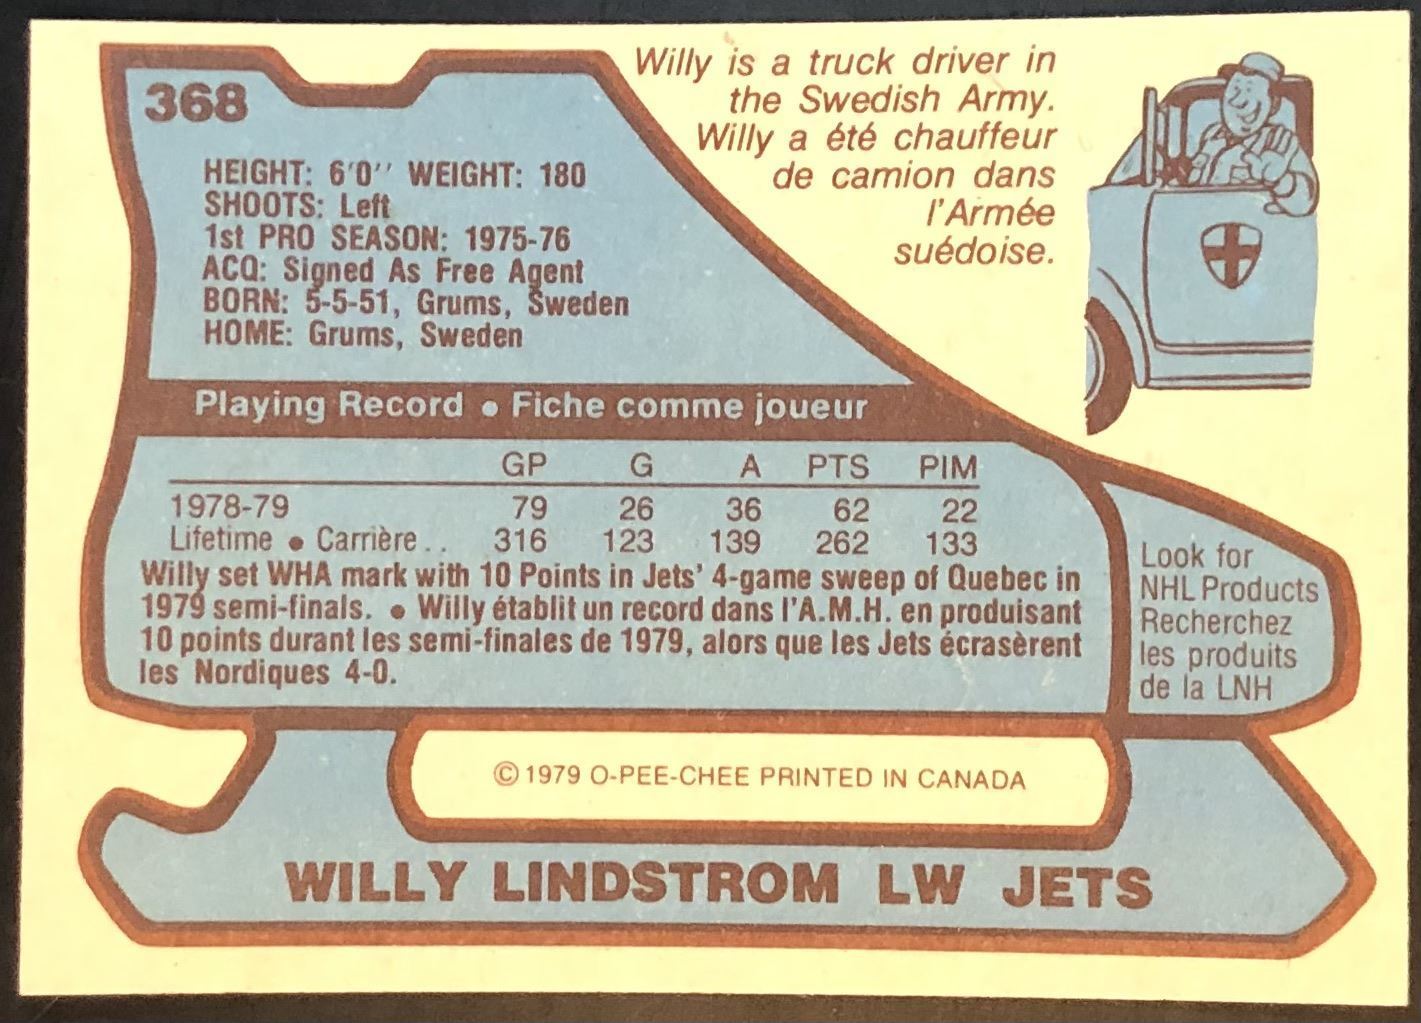 368
Willy is a truck driver in
the Swedish Army.
Willy a été chauffeur
de camion dans
l'Armée
suédoise.
HEIGHT: 6'0'' WEIGHT: 180
SHOOTS: Left
1st PRO SEASON: 1975-76
ACQ: Signed As Free Agent
BORN: 5-5-51, Grums, Sweden
HOME: Grums, Sweden
Playing Record • Fiche comme joueur
GP G A PTS PIM
1978-79 79 26 36 62 22
Lifetime • Carrière.. 316 123 139 262 133
Willy set WHA mark with 10 Points in Jets' 4-game sweep of Quebec in
1979 semi-finals. • Willy établit un record dans l'A.M.H. en produisant
10 points durant les semi-finales de 1979, alors que les Jets écrasèrent
les Nordiques 4-0.
Look for
NHL Products
Recherchez
les produits
de la LNH
© 1979 O-PEE-CHEE PRINTED IN CANADA
WILLY LINDSTROM LW JETS